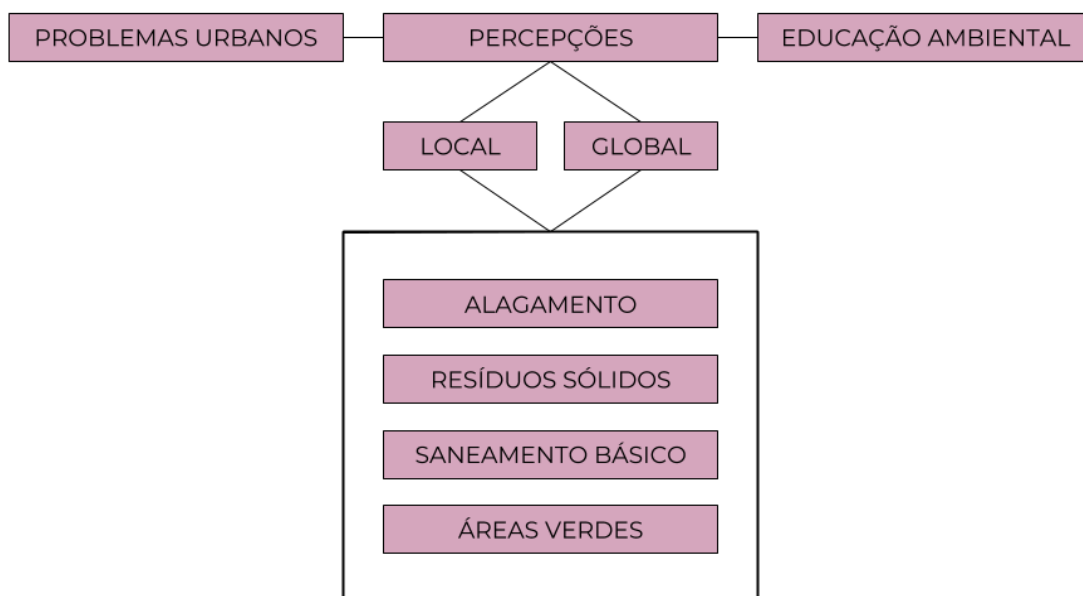 PROBLEMAS URBANOS
PERCEPÇÕES
EDUCAÇÃO AMBIENTAL
LOCAL
GLOBAL
ALAGAMENTO
RESÍDUOS SÓLIDOS
SANEAMENTO BÁSICO
ÁREAS VERDES